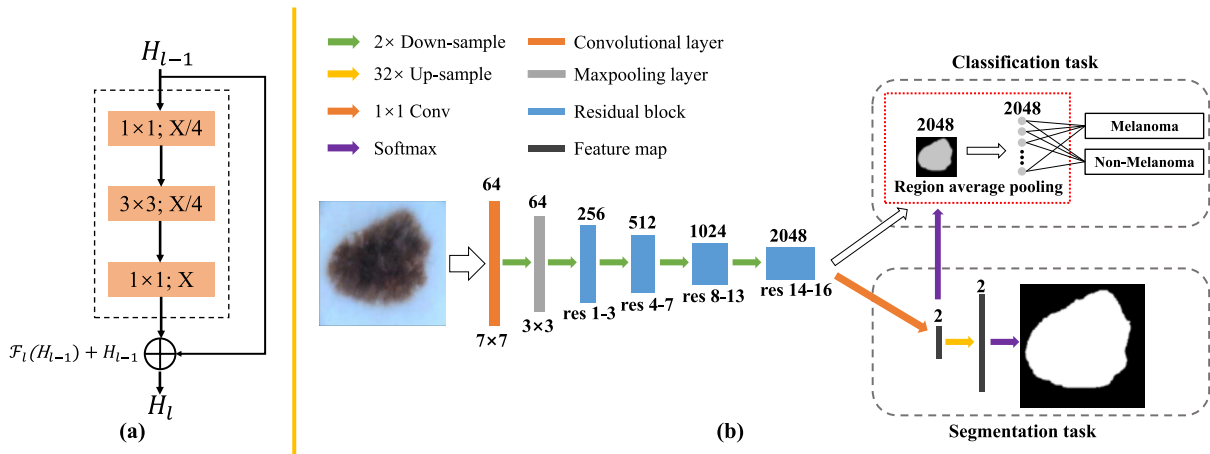 H_{l-1}
1×1; X/4
3×3; X/4
1×1; X
ℱ_l(H_{l-1}) + H_{l-1}
H_l
(a)
2× Down-sample
Convolutional layer
32× Up-sample
Maxpooling layer
1×1 Conv
Residual block
Softmax
Feature map
64
7×7
64
3×3
256
res 1-3
512
res 4-7
1024
res 8-13
2048
res 14-16
Classification task
2048
2048
Region average pooling
Melanoma
Non-Melanoma
2
2
Segmentation task
(b)